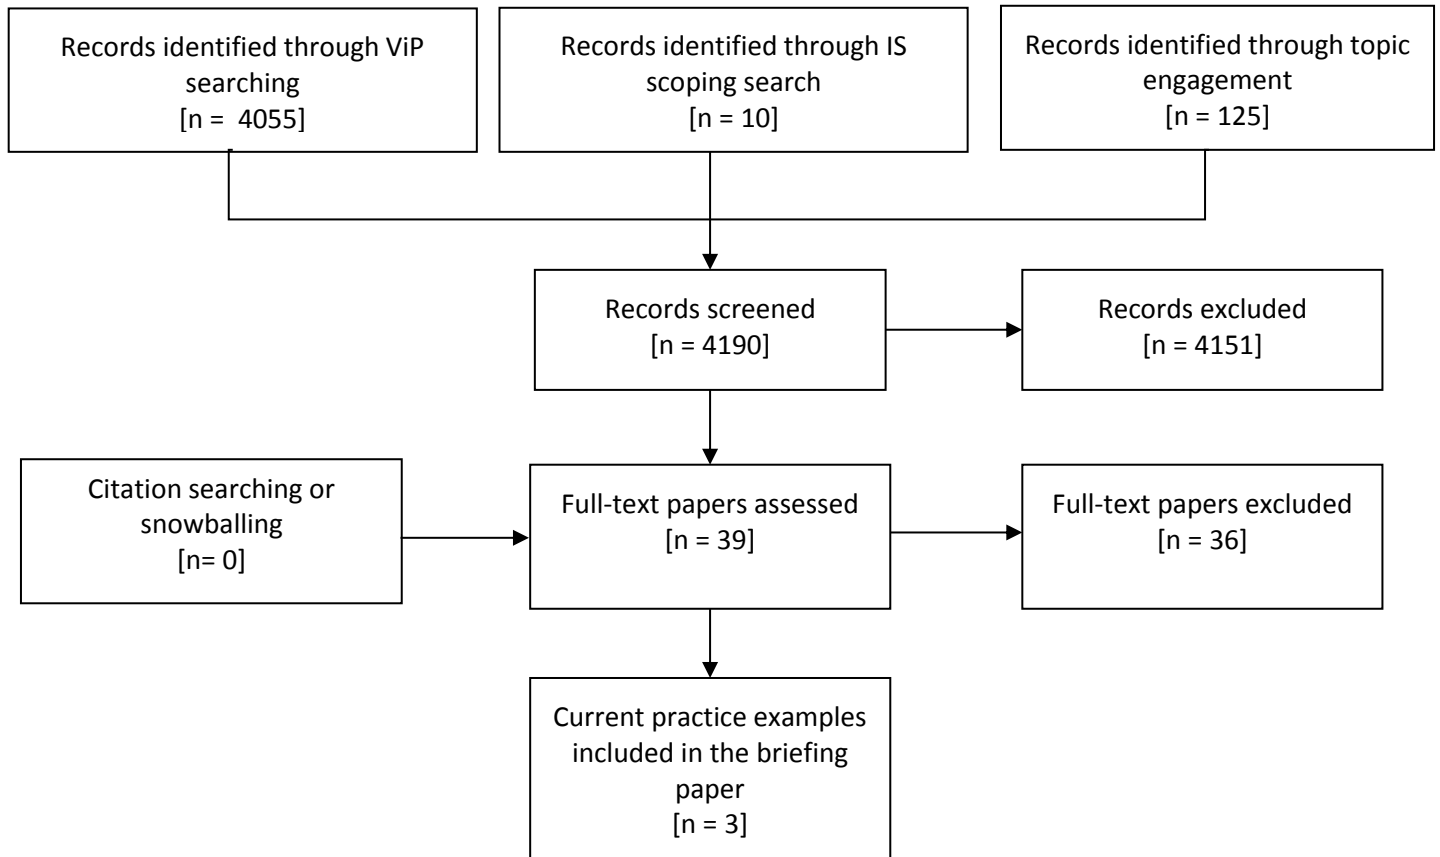 Records identified through ViP
searching
[n =  4055]
Records identified through IS
scoping search
[n = 10]
Records identified through topic
engagement
[n = 125]
Records screened
[n = 4190]
Records excluded
[n = 4151]
Citation searching or
snowballing
[n= 0]
Full-text papers assessed
[n = 39]
Full-text papers excluded
[n = 36]
Current practice examples
included in the briefing
paper
[n = 3]